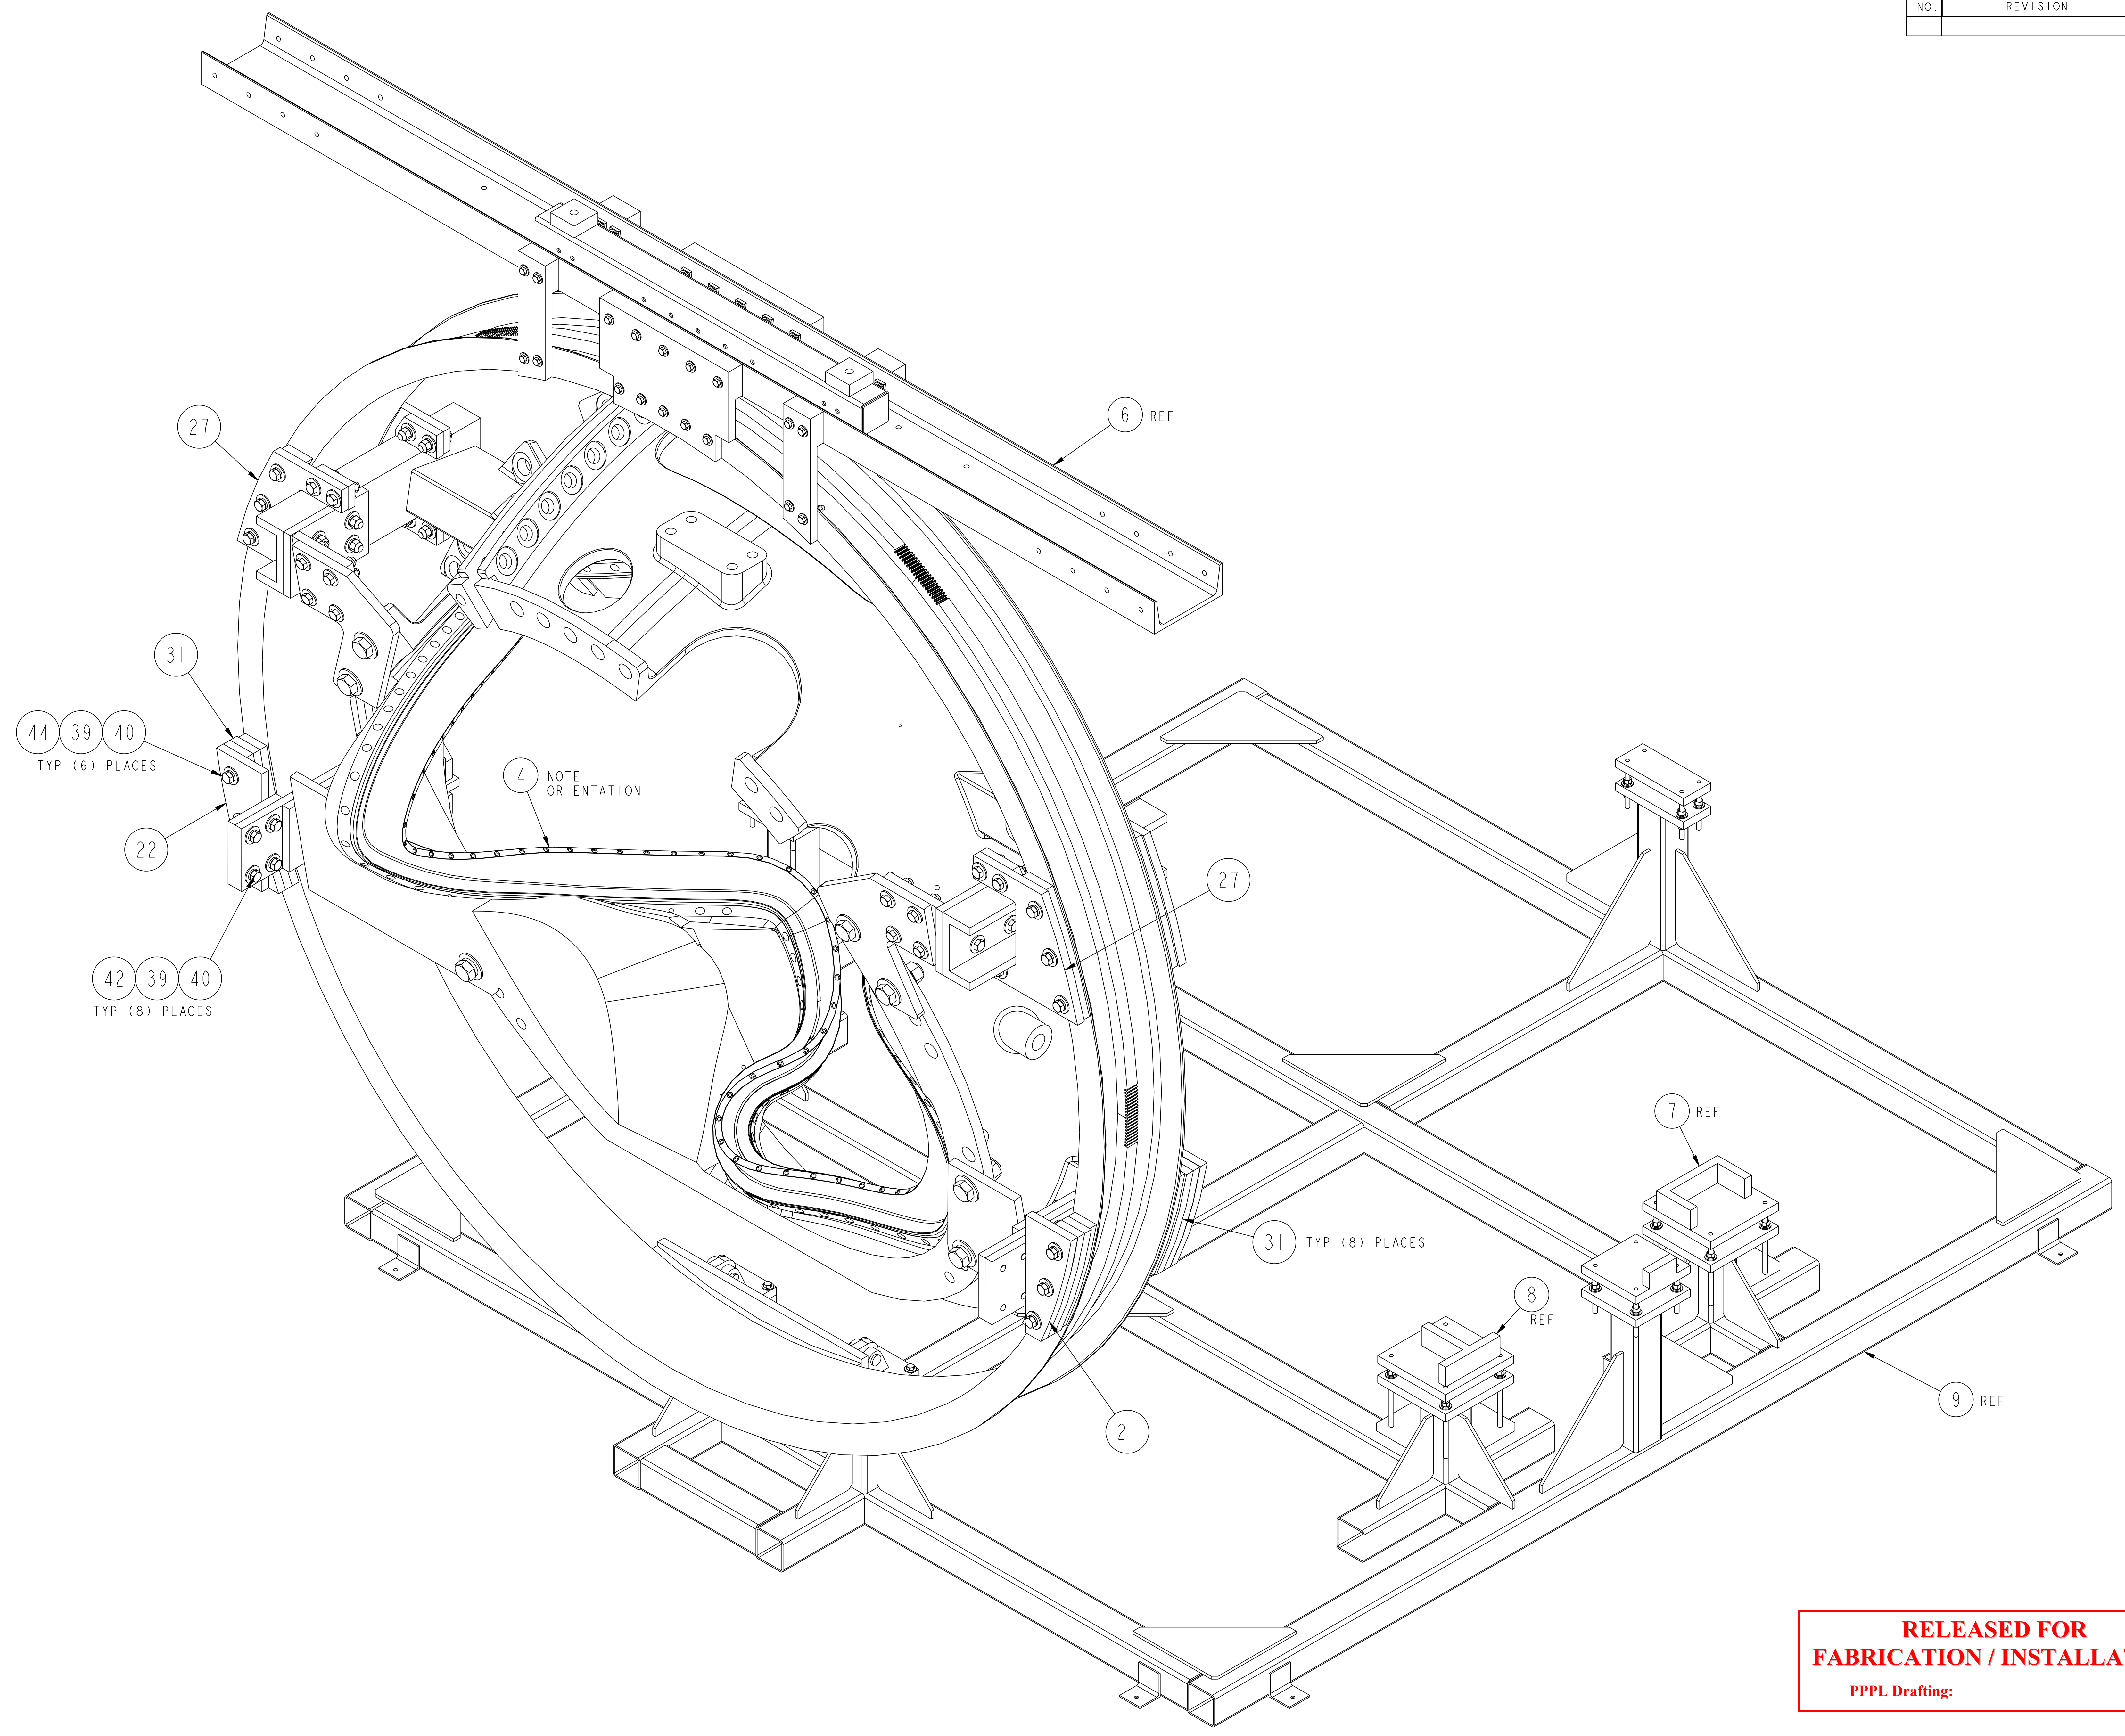 NO. REVISION
6 REF
27
31
44 39 40
TYP (6) PLACES
4 NOTE
ORIENTATION
22
27
42 39 40
TYP (8) PLACES
7 REF
31 TYP (8) PLACES
8
REF
9 REF
21
RELEASED FOR
FABRICATION / INSTALLA
PPPL Drafting: